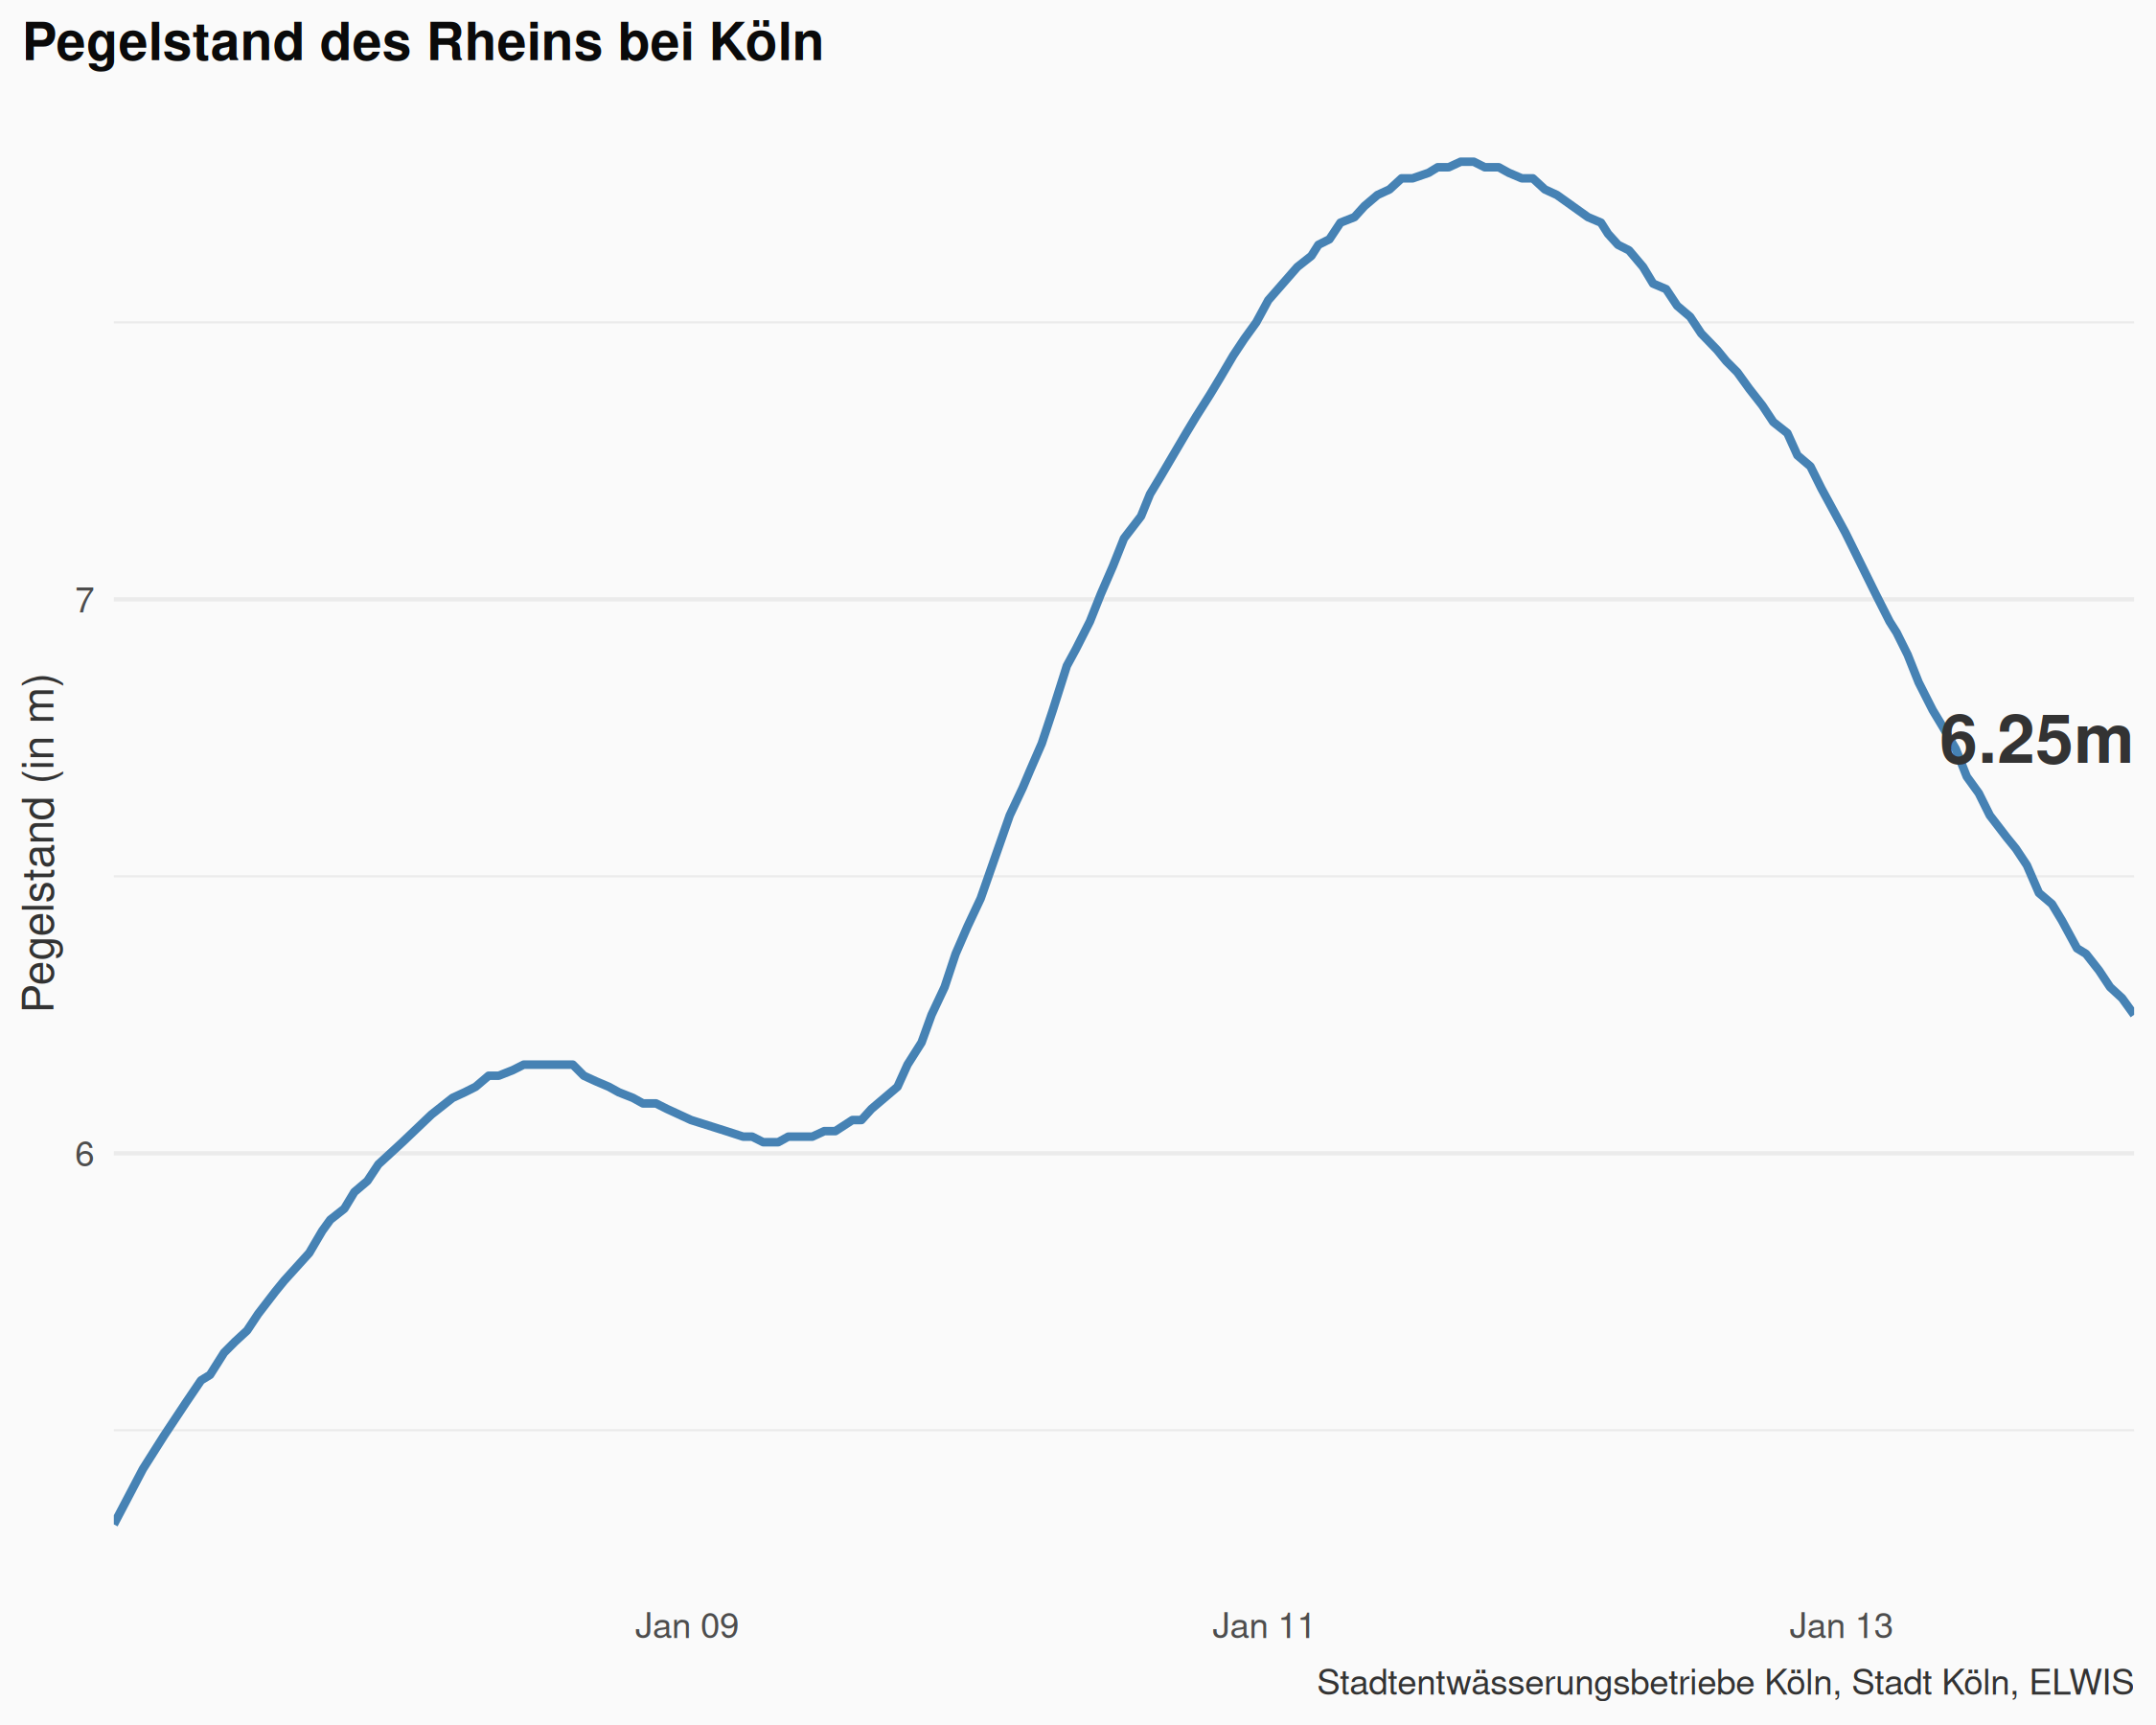 Pegelstand des Rheins bei Köln
Pegelstand (in m)
7
6
6.25m
Jan 09
Jan 11
Jan 13
Stadtentwässerungsbetriebe Köln, Stadt Köln, ELWIS